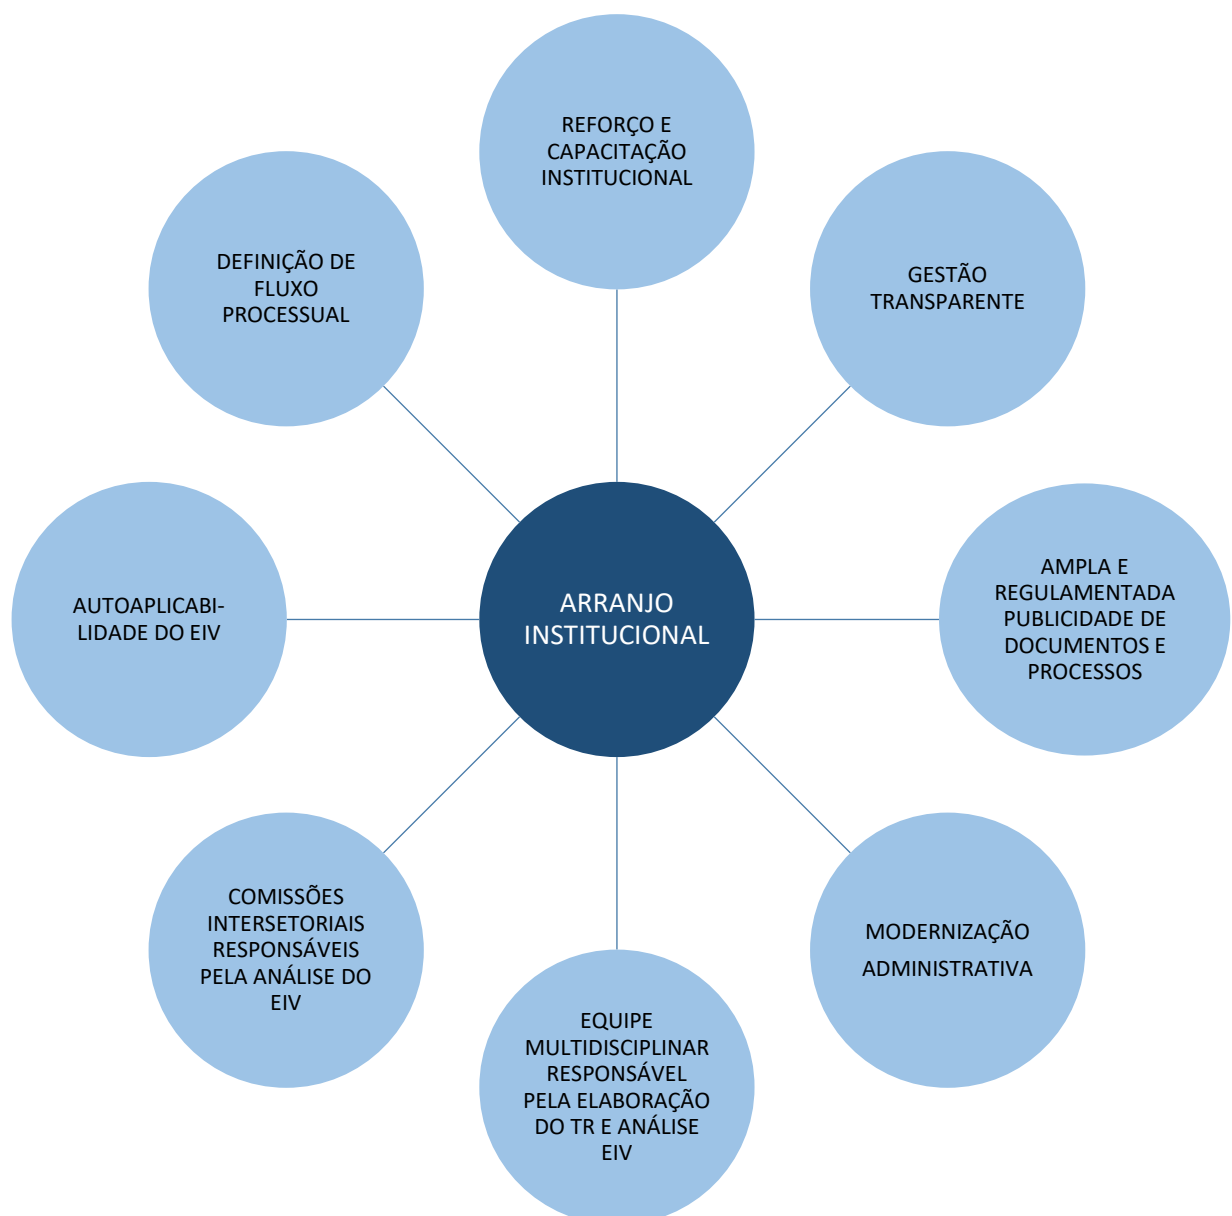 REFORÇO E
CAPACITAÇÃO
INSTITUCIONAL
DEFINIÇÃO DE
FLUXO
PROCESSUAL
GESTÃO
TRANSPARENTE
AUTOAPLICABI-
LIDADE DO EIV
ARRANJO
INSTITUCIONAL
AMPLA E
REGULAMENTADA
PUBLICIDADE DE
DOCUMENTOS E
PROCESSOS
COMISSÕES
INTERSETORIAIS
RESPONSÁVEIS
PELA ANÁLISE DO
EIV
MODERNIZAÇÃO
ADMINISTRATIVA
EQUIPE
MULTIDISCIPLINAR
RESPONSÁVEL
PELA ELABORAÇÃO
DO TR E ANÁLISE
EIV